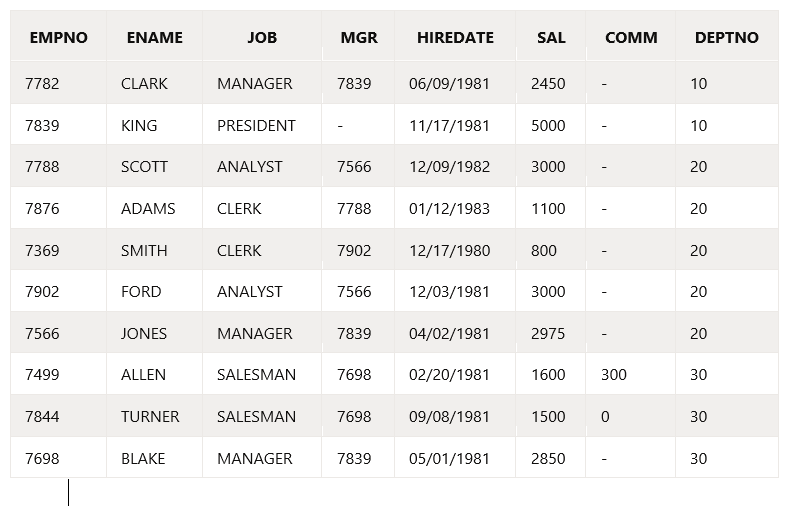 EMPNO ENAME JOB MGR HIREDATE SAL COMM DEPTNO
7782 CLARK MANAGER 7839 06/09/1981 2450 - 10
7839 KING PRESIDENT - 11/17/1981 5000 - 10
7788 SCOTT ANALYST 7566 12/09/1982 3000 - 20
7876 ADAMS CLERK 7788 01/12/1983 1100 - 20
7369 SMITH CLERK 7902 12/17/1980 800 - 20
7902 FORD ANALYST 7566 12/03/1981 3000 - 20
7566 JONES MANAGER 7839 04/02/1981 2975 - 20
7499 ALLEN SALESMAN 7698 02/20/1981 1600 300 30
7844 TURNER SALESMAN 7698 09/08/1981 1500 0 30
7698 BLAKE MANAGER 7839 05/01/1981 2850 - 30